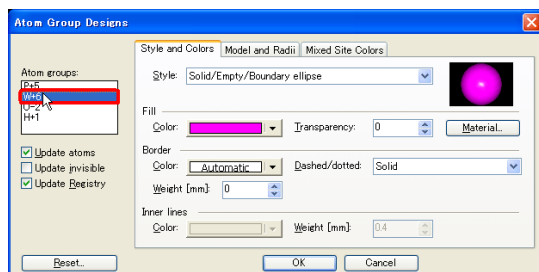 Atom Group Designs
Style and Colors Model and Radii Mixed Site Colors
Atom groups:
P+5
W+6
O-2
H+1
Style: Solid/Empty/Boundary ellipse
Fill
Color: Transparency: 0 Material...
Update atoms
Update invisible
Update Registry
Border
Color: Automatic Dashed/dotted: Solid
Weight [mm]: 0
Inner lines
Color: Weight [mm]: 0.4
Reset... OK Cancel